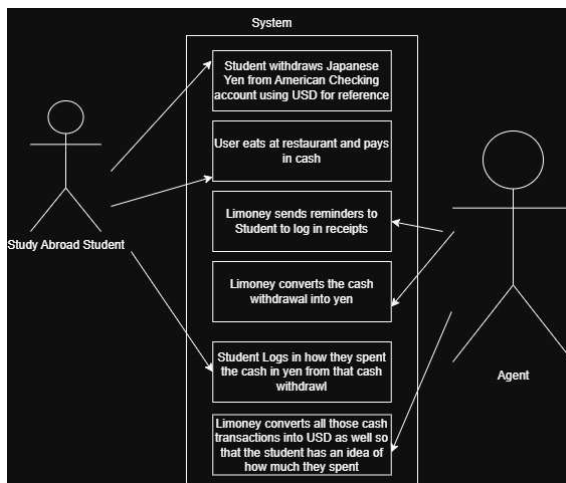 System
Student withdraws Japanese
Yen from American Checking
account using USD for reference
User eats at restaurant and pays
in cash
Study Abroad Student
Limoney sends reminders to
Student to log in receipts
Limoney converts the cash
withdrawal into yen
Student Logs in how they spent
the cash in yen from that cash
withdrawl
Agent
Limoney converts all those cash
transactions into USD as well so
that the student has an idea of
how much they spent